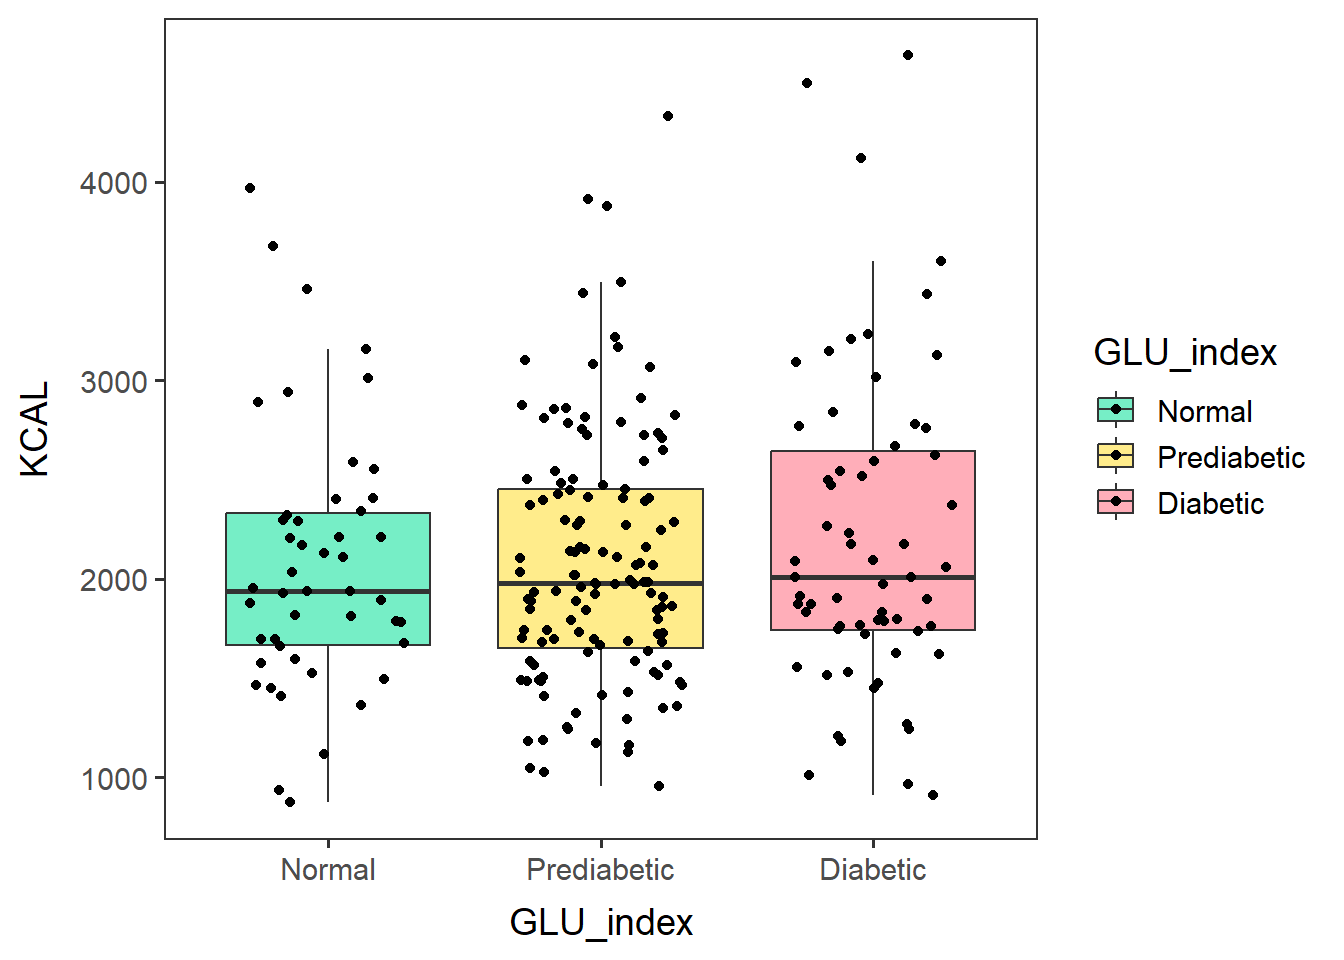 KCAL
4000
3000
2000
1000
Normal
Prediabetic
Diabetic
GLU_index
GLU_index
Normal
Prediabetic
Diabetic